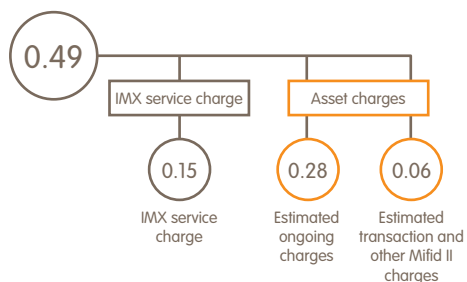 0.49
IMX service charge
Asset charges
0.15
0.28
0.06
IMX service
charge
Estimated
ongoing
charges
Estimated
transaction and
other Mifid II
charges